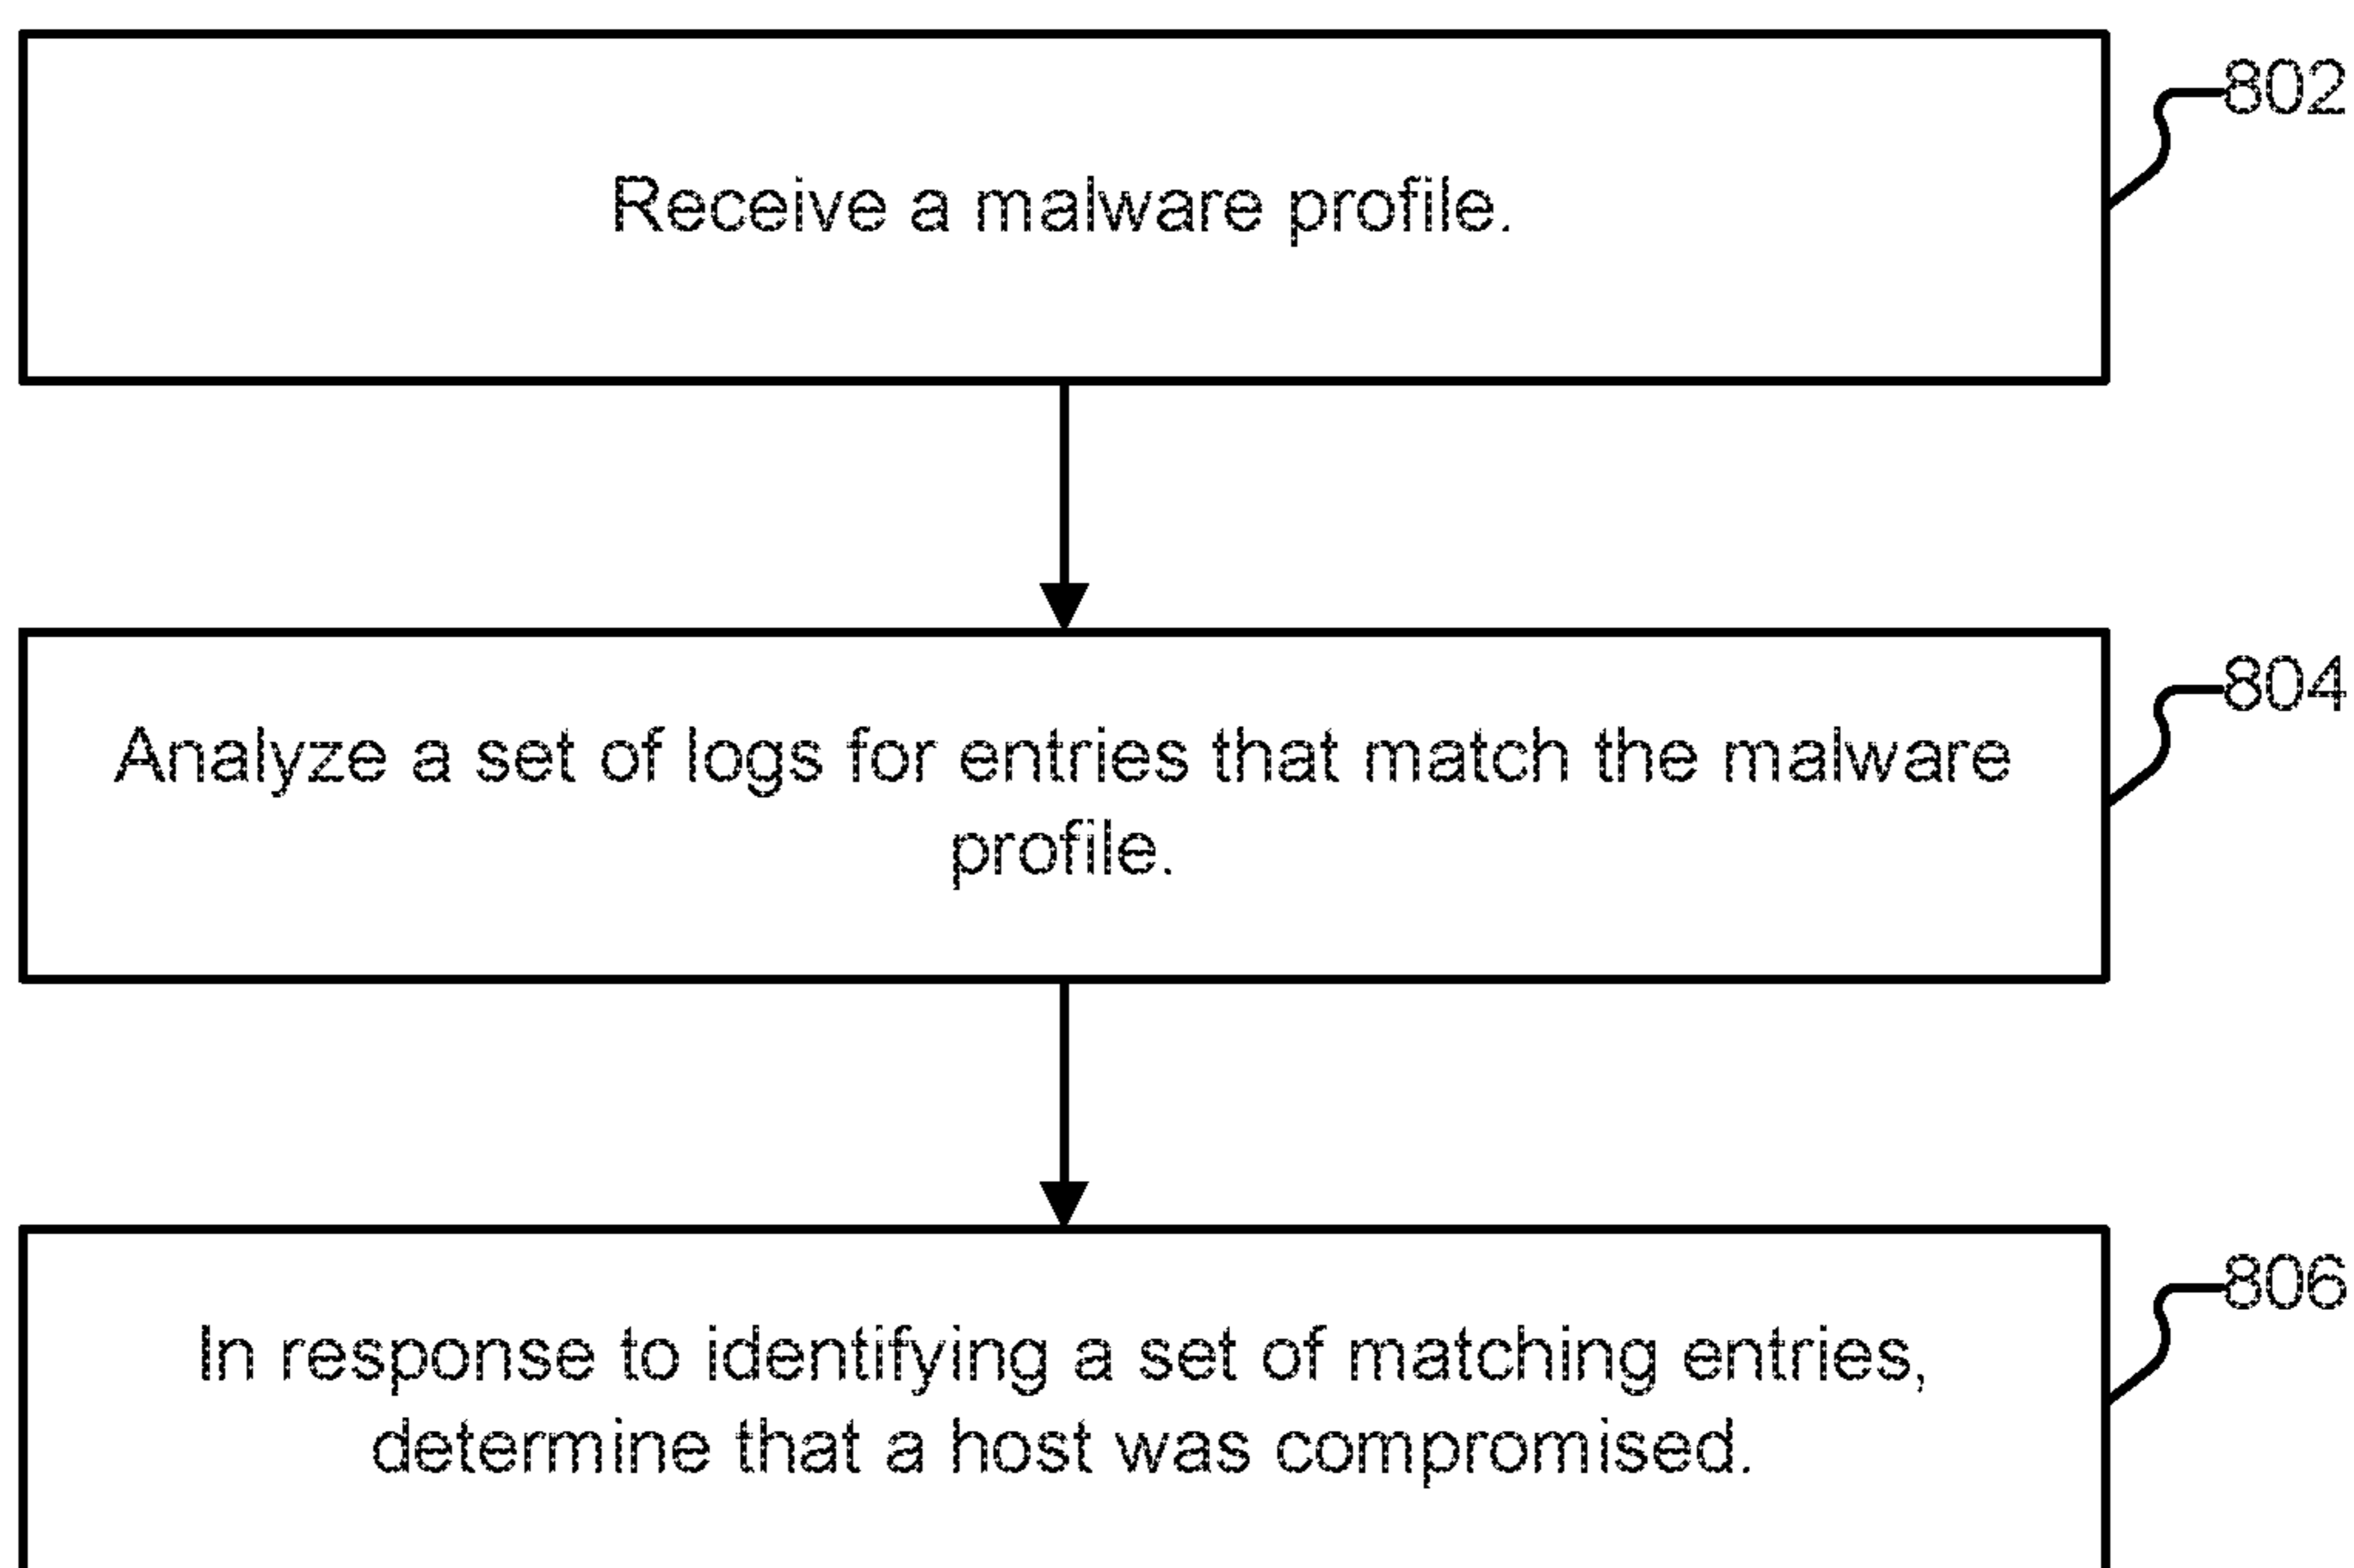 802
Receive a malware profile.
804
Analyze a set of logs for entries that match the malware
profile.
806
In response to identifying a set of matching entries,
determine that a host was compromised.